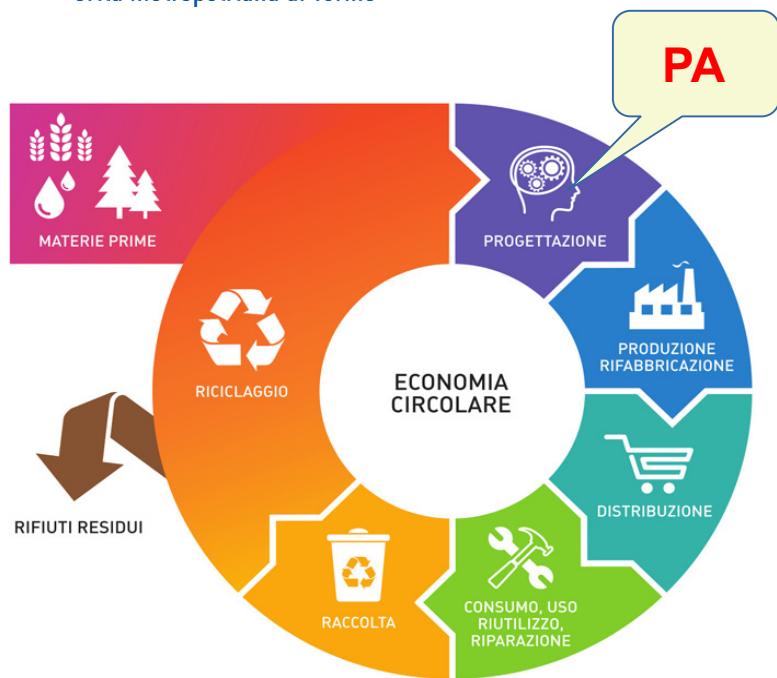 PA
MATERIE PRIME
PROGETTAZIONE
PRODUZIONE
RIFABBRICAZIONE
RICICLAGGIO
ECONOMIA
CIRCOLARE
DISTRIBUZIONE
RIFIUTI RESIDUI
RACCOLTA
CONSUMO, USO
RIUTILIZZO,
RIPARAZIONE